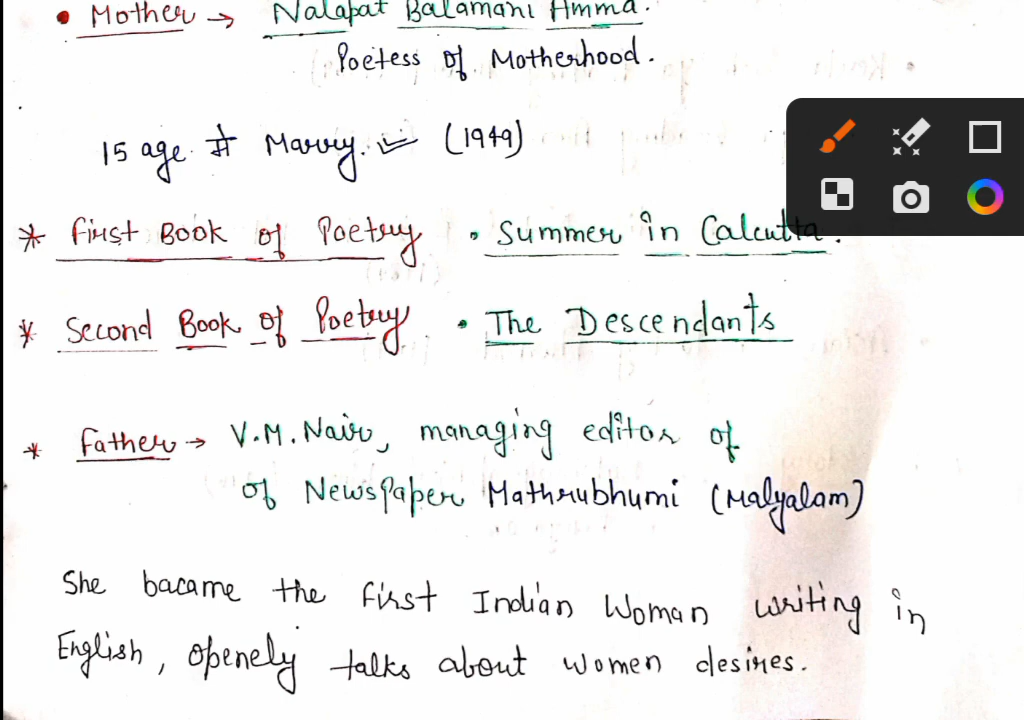 • Mother → Nalapat Balamani Amma.
Poetess of Motherhood.
15 age में Marry. (1949)
* First Book of Poetry • Summer in Calcutta.
* Second Book of Poetry • The Descendants
* Father → V.M. Nair, managing editor of
of Newspaper Mathrubhumi (Malyalam)
She bacame the first Indian Woman writing in
English, openely talks about women desires.